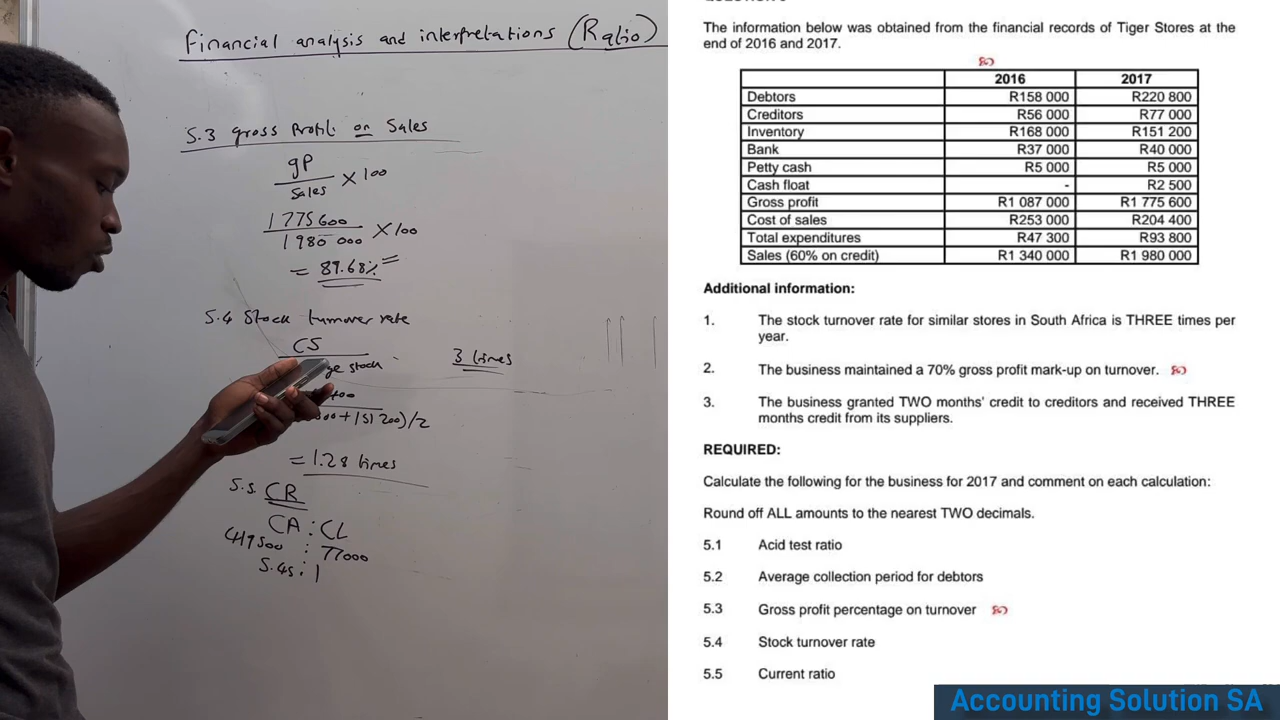 Financial analysis and interpretations (Ratio)
5.3 gross Profit on Sales
gP
Sales × 100
1 775 600
1 980 000 × 100
= 89.68%
5.4 Stock turnover rate
CS
ge stock
3 times
400
000 + 151 200)/2
= 1.28 times
5.5. CR
CA : CL
419500 : 77000
5.45 : 1
The information below was obtained from the financial records of Tiger Stores at the
end of 2016 and 2017.
2016 2017
Debtors R158 000 R220 800
Creditors R56 000 R77 000
Inventory R168 000 R151 200
Bank R37 000 R40 000
Petty cash R5 000 R5 000
Cash float - R2 500
Gross profit R1 087 000 R1 775 600
Cost of sales R253 000 R204 400
Total expenditures R47 300 R93 800
Sales (60% on credit) R1 340 000 R1 980 000
Additional information:
1. The stock turnover rate for similar stores in South Africa is THREE times per
year.
2. The business maintained a 70% gross profit mark-up on turnover.
3. The business granted TWO months' credit to creditors and received THREE
months credit from its suppliers.
REQUIRED:
Calculate the following for the business for 2017 and comment on each calculation:
Round off ALL amounts to the nearest TWO decimals.
5.1 Acid test ratio
5.2 Average collection period for debtors
5.3 Gross profit percentage on turnover
5.4 Stock turnover rate
5.5 Current ratio
Accounting Solution SA